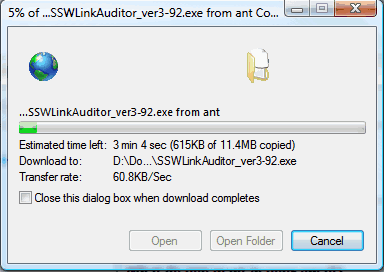 5% of ...SSWLinkAuditor_ver3-92.exe from ant Co...
...SSWLinkAuditor_ver3-92.exe from ant
Estimated time left: 3 min 4 sec (615KB of 11.4MB copied)
Download to: D:\Do...\SSWLinkAuditor_ver3-92.exe
Transfer rate: 60.8KB/Sec
Close this dialog box when download completes
Open Open Folder Cancel